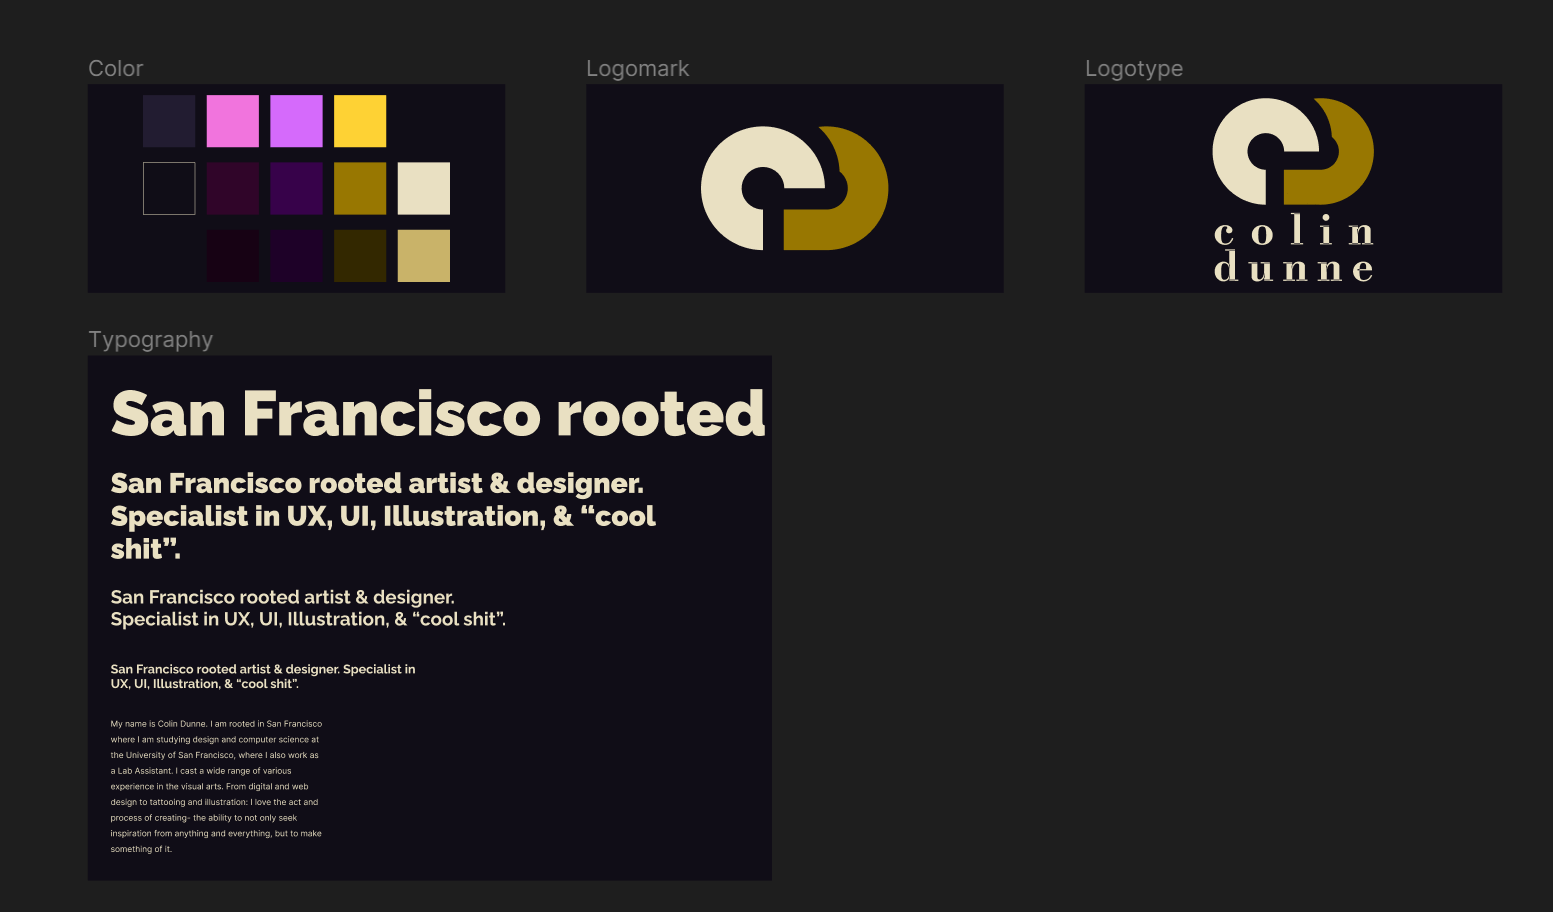 Color
Logomark
Logotype
colin
dunne
Typography
San Francisco rooted
San Francisco rooted artist & designer.
Specialist in UX, UI, Illustration, & “cool
shit”.
San Francisco rooted artist & designer.
Specialist in UX, UI, Illustration, & “cool shit”.
San Francisco rooted artist & designer. Specialist in
UX, UI, Illustration, & “cool shit”.
My name is Colin Dunne. I am rooted in San Francisco
where I am studying design and computer science at
the University of San Francisco, where I also work as
a Lab Assistant. I cast a wide range of various
experience in the visual arts. From digital and web
design to tattooing and illustration: I love the act and
process of creating- the ability to not only seek
inspiration from anything and everything, but to make
something of it.